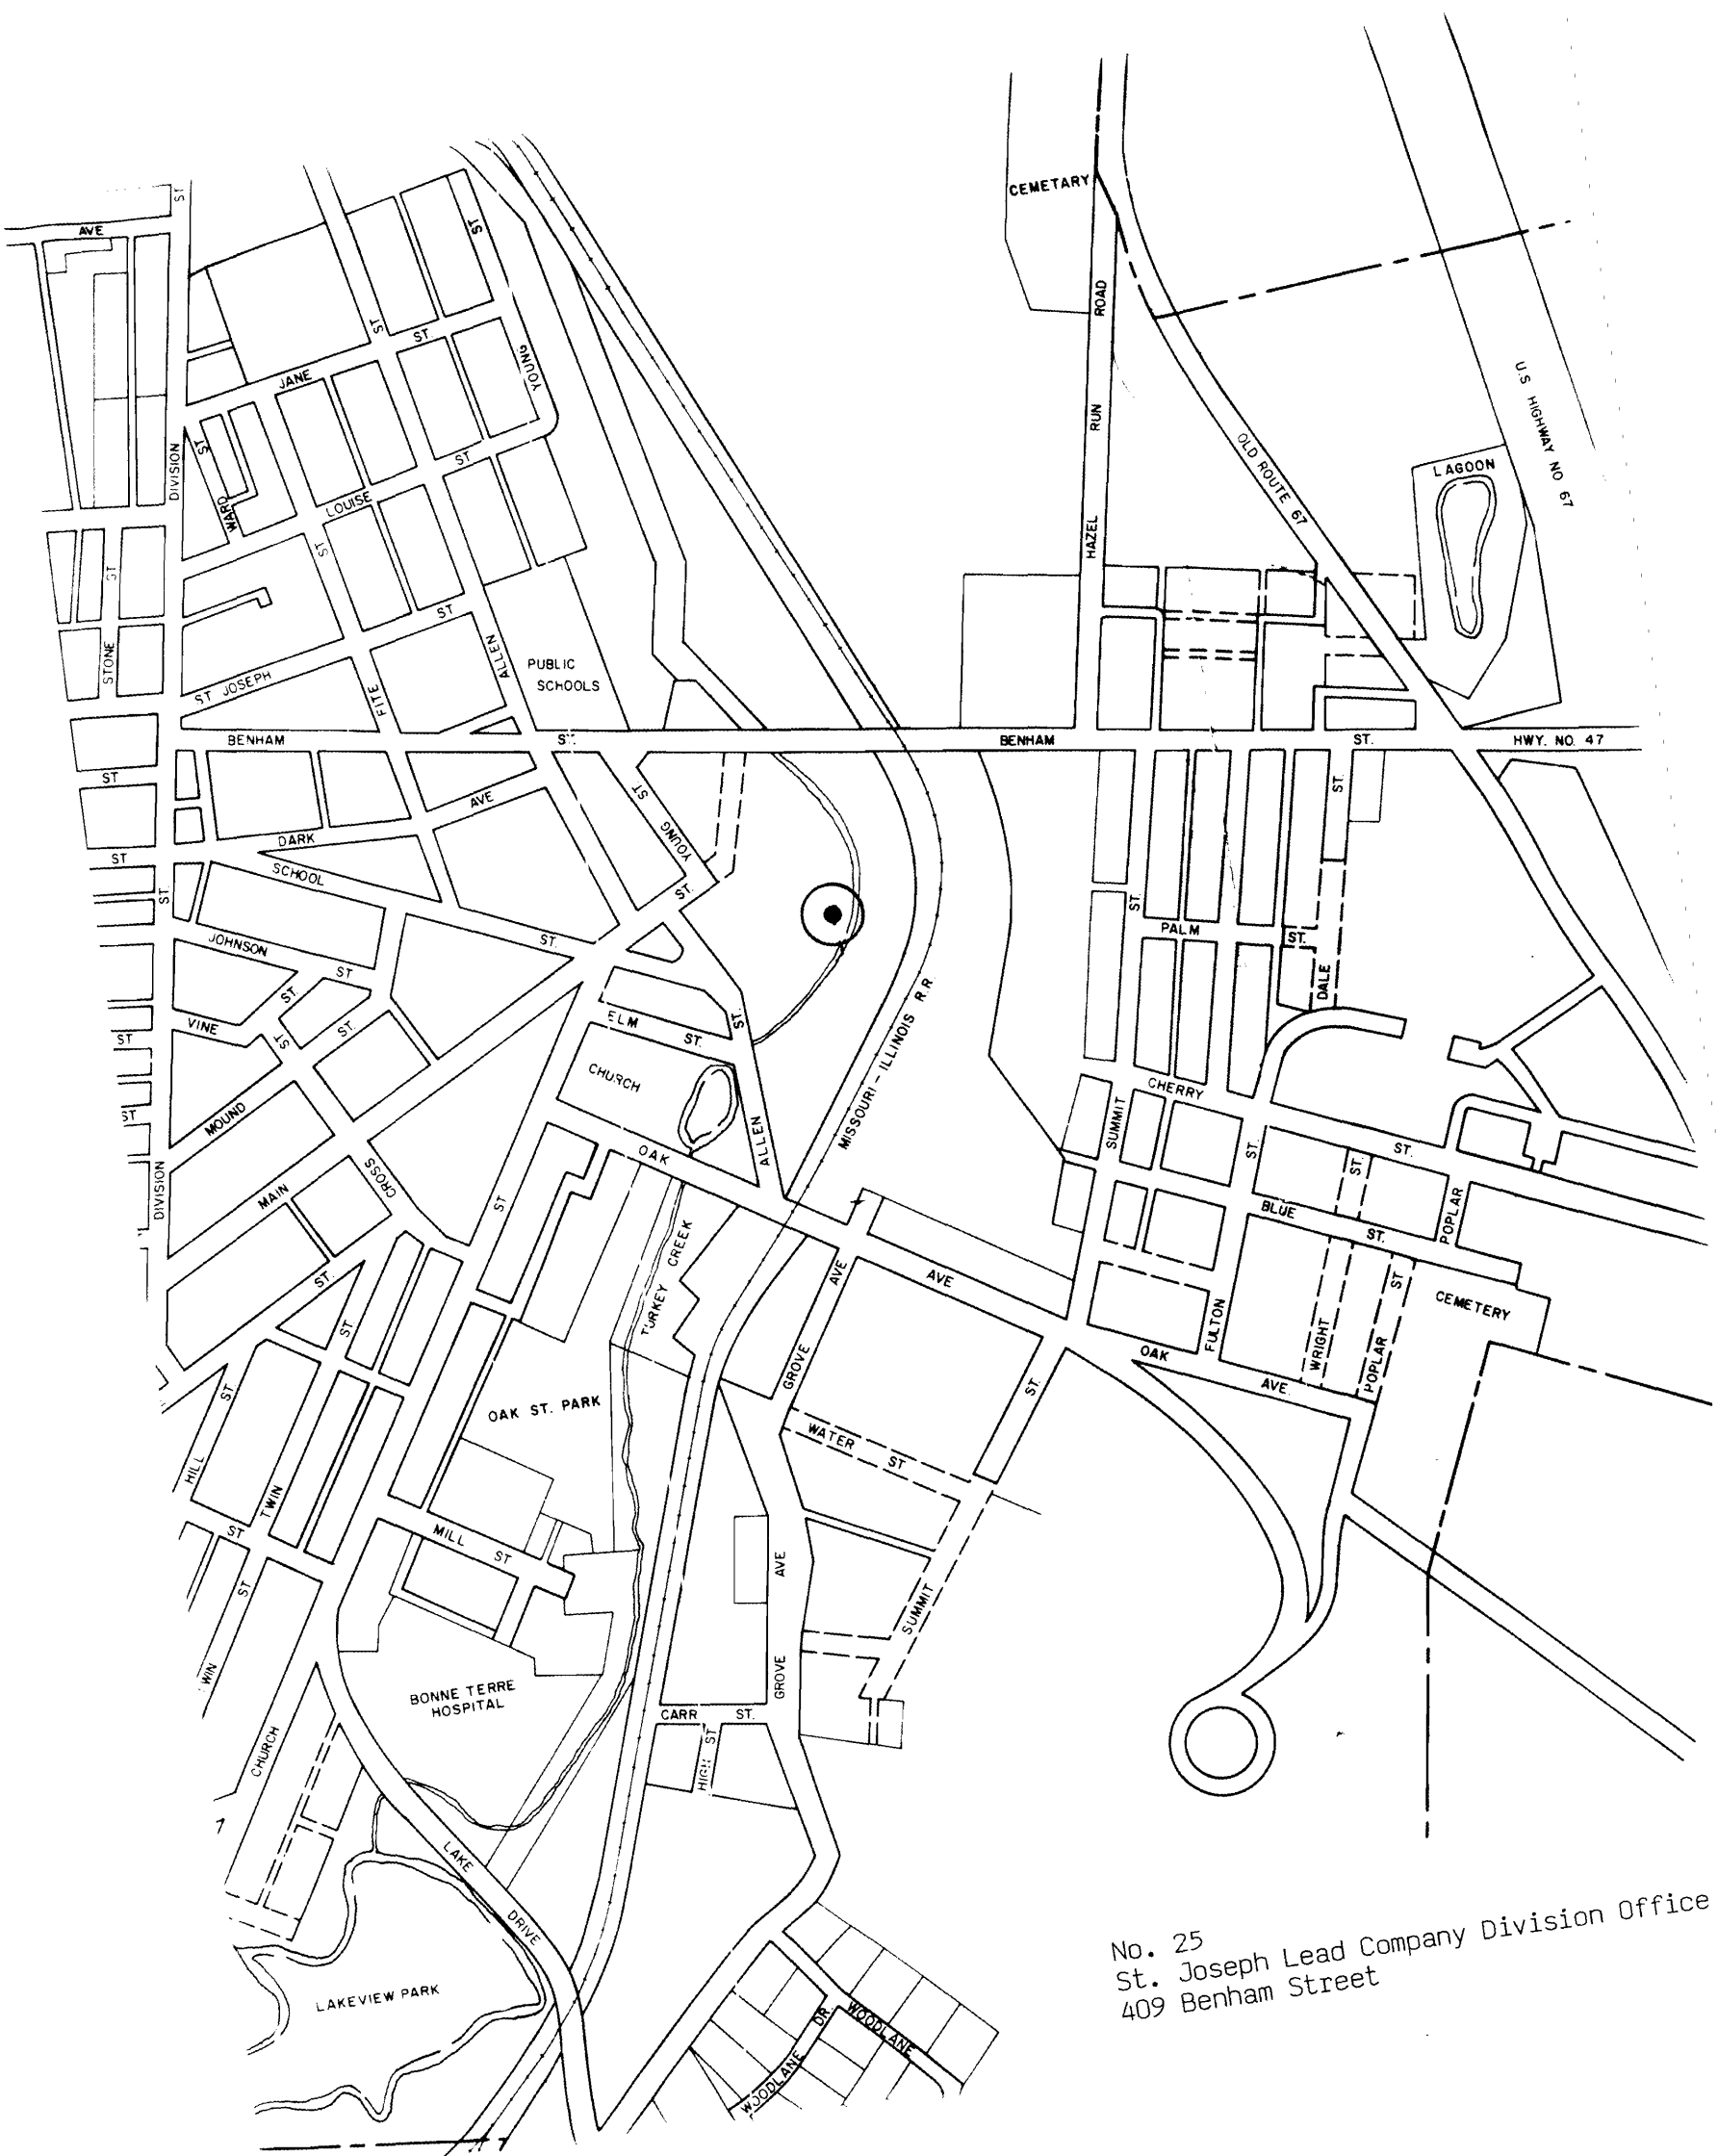 ST
AVE
ST
ST
ST
JANE
YOUNG
CEMETARY
ROAD
RUN
HAZEL
OLD ROUTE 67
U.S HIGHWAY NO 67
LAGOON
DIVISION
ST
WARD
LOUISE
ST
ST
ST
STONE
ST JOSEPH
ST
FITE
ALLEN
PUBLIC
SCHOOLS
BENHAM
ST.
BENHAM
ST.
HWY. NO. 47
ST
DARK
AVE
ST
YOUNG
ST.
ST
SCHOOL
ST
ST.
JOHNSON
ST
ST.
VINE
ST
ST.
ST
ELM
ST.
ST.
CHURCH
ST
MOUND
ST.
PALM
ST.
ST.
DALE
MISSOURI - ILLINOIS R.R.
CHERRY
ST.
SUMMIT
ST.
ST.
POPLAR
BLUE
ST.
DIVISION
MAIN
ST.
CROSS
ST
OAK
ALLEN
TURKEY CREEK
AVE
AVE
GROVE
ST
FULTON
WRIGHT
POPLAR
ST
CEMETERY
OAK
AVE.
ST.
OAK ST. PARK
WATER
ST
HILL
ST
TWIN
ST
ST
MILL
ST
AVE
GROVE
SUMMIT
WIN
BONNE TERRE
HOSPITAL
CARR
ST.
HIGH
ST
CHURCH
LAKE
DRIVE
LAKEVIEW PARK
WOODLANE
DR.
WOODLANE
No. 25
St. Joseph Lead Company Division Office
409 Benham Street